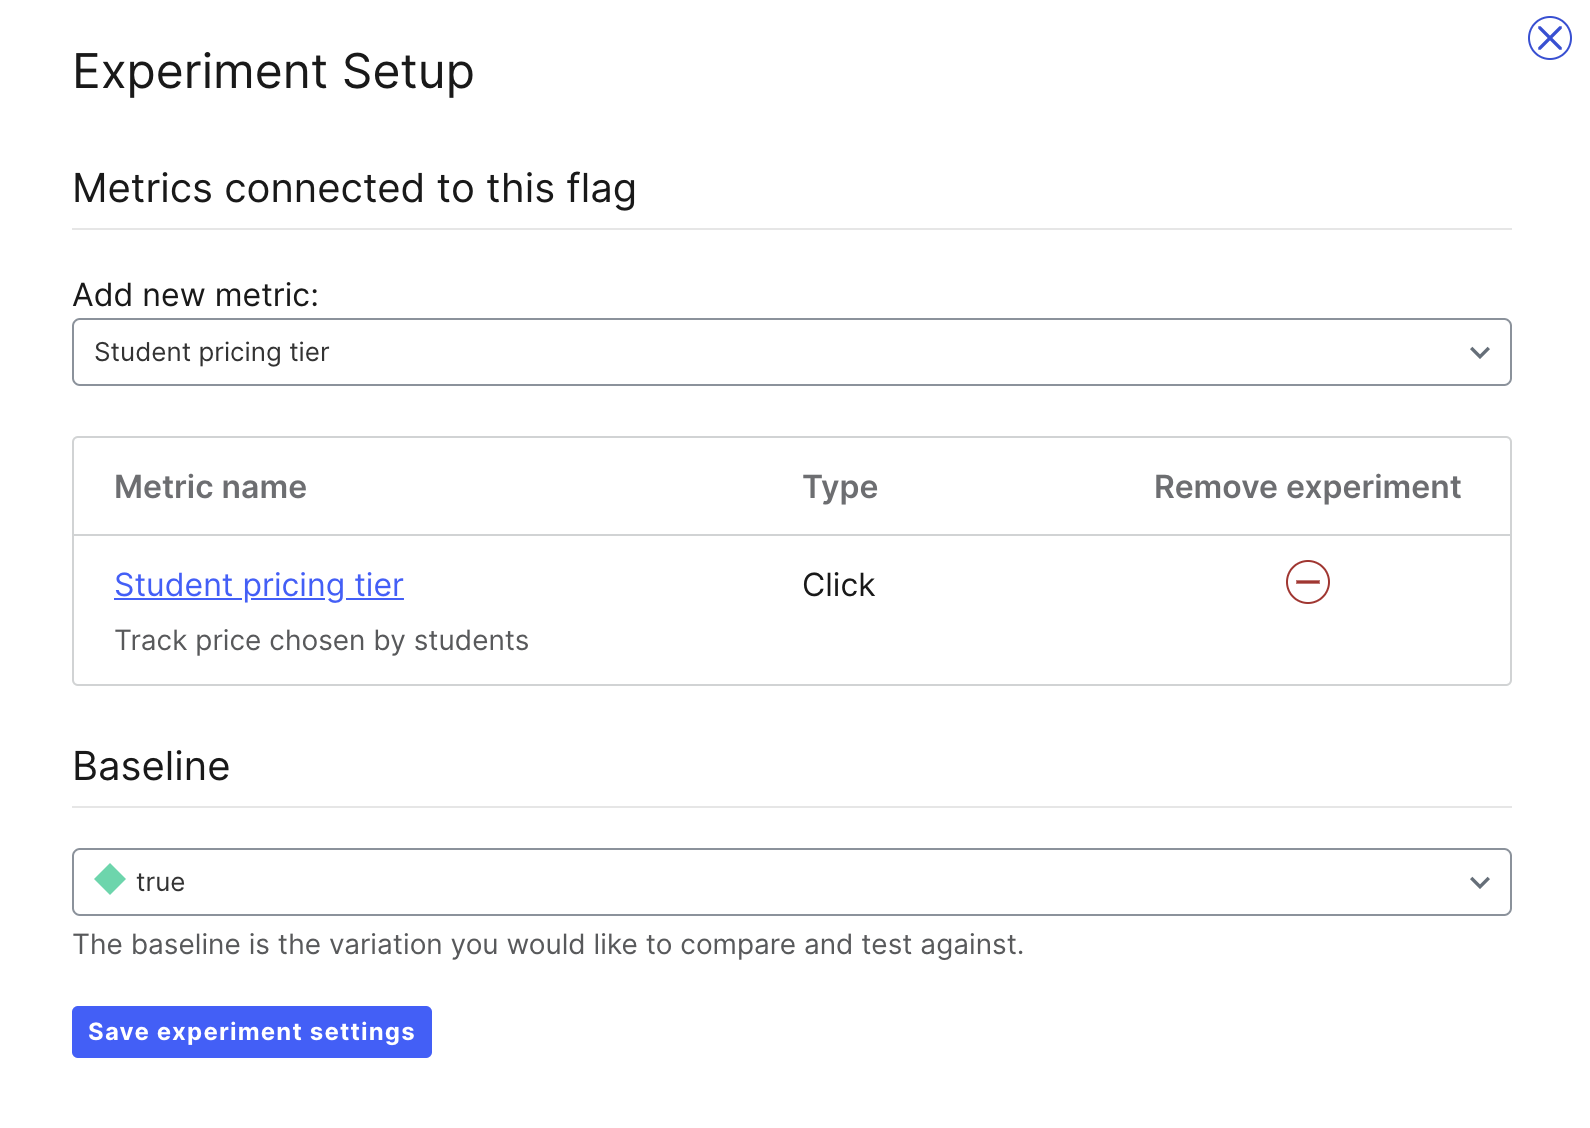 Experiment Setup
Metrics connected to this flag
Add new metric:
Student pricing tier
Metric name Type Remove experiment
Student pricing tier Click
Track price chosen by students
Baseline
true
The baseline is the variation you would like to compare and test against.
Save experiment settings